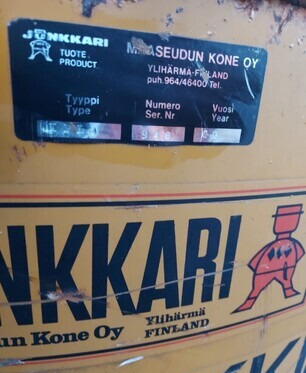 JUNKKARI
TUOTE
PRODUCT
MAASEUDUN KONE OY
YLIHÄRMÄ-FINLAND
puh. 964/46400 Tel.
Tyyppi
Type
Numero
Ser. Nr
Vuosi
Year
NKKARI
dun Kone Oy
Ylihärmä
FINLAND